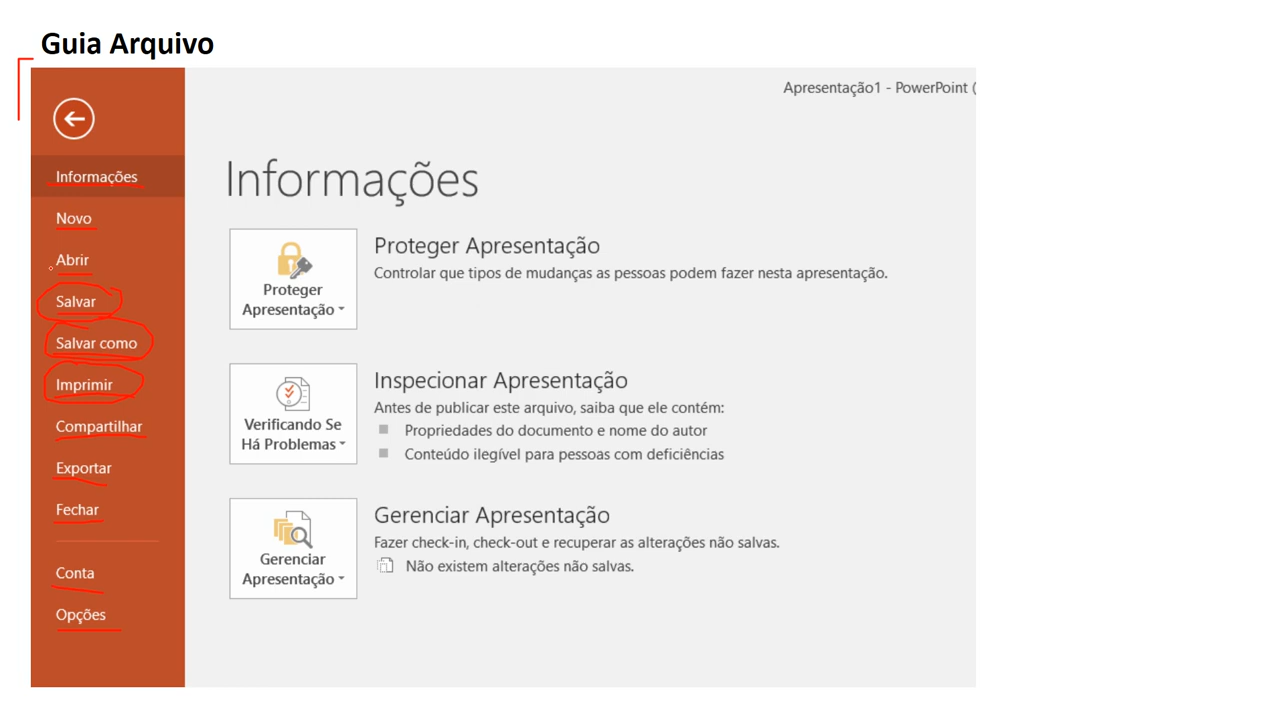 Guia Arquivo
Apresentação1 - PowerPoint (
Informações
Novo
Abrir
Salvar
Salvar como
Imprimir
Compartilhar
Exportar
Fechar
Conta
Opções
Informações
Proteger
Apresentação
Proteger Apresentação
Controlar que tipos de mudanças as pessoas podem fazer nesta apresentação.
Verificando Se
Há Problemas
Inspecionar Apresentação
Antes de publicar este arquivo, saiba que ele contém:
Propriedades do documento e nome do autor
Conteúdo ilegível para pessoas com deficiências
Gerenciar
Apresentação
Gerenciar Apresentação
Fazer check-in, check-out e recuperar as alterações não salvas.
Não existem alterações não salvas.